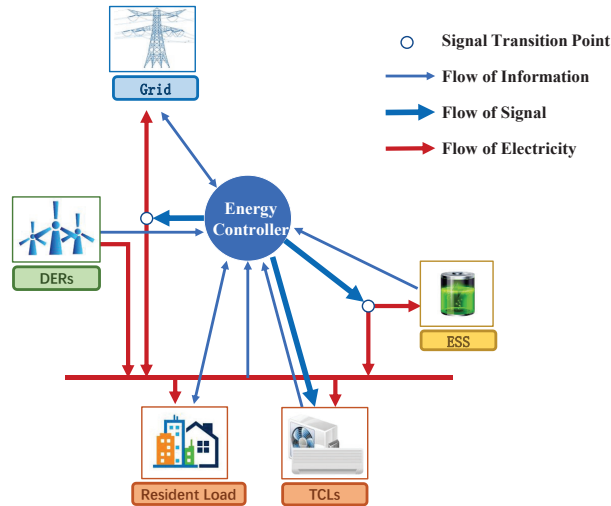 Signal Transition Point
Flow of Information
Flow of Signal
Flow of Electricity
Grid
Energy
Controller
DERs
ESS
Resident Load
TCLs